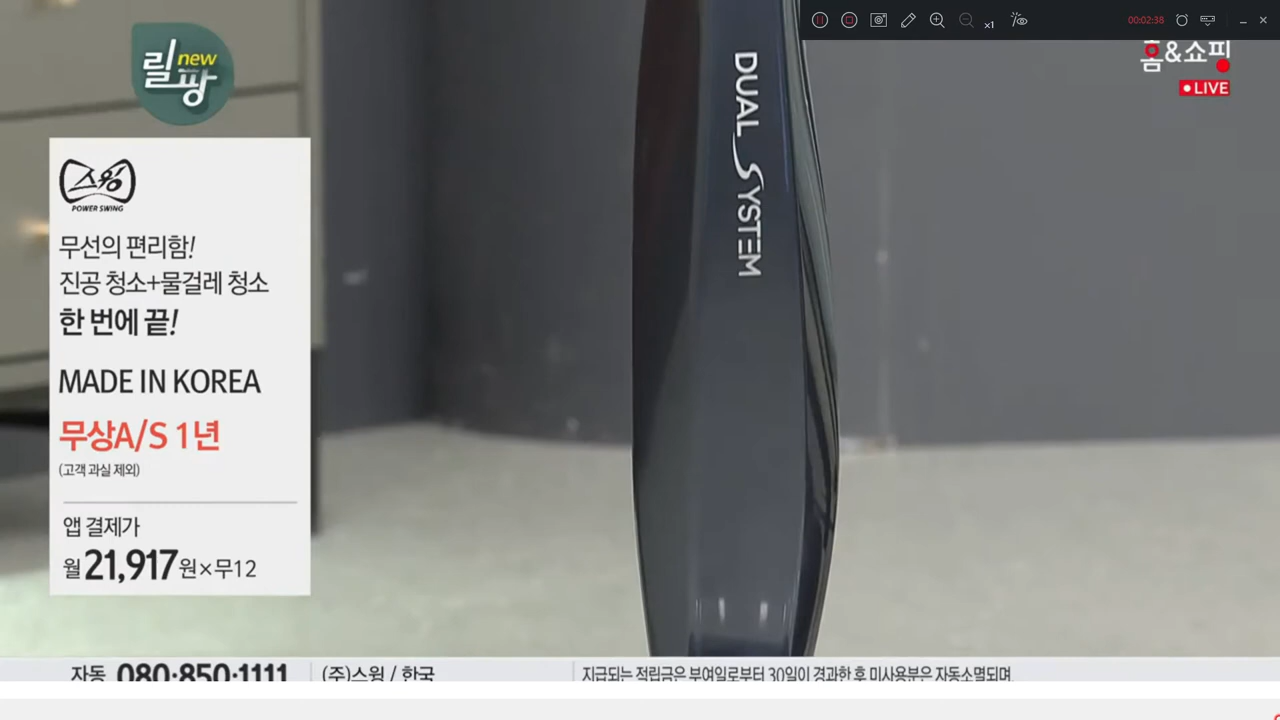 new
릴팡
스윙
POWER SWING
무선의 편리함!
진공 청소+물걸레 청소
한 번에 끝!
MADE IN KOREA
무상A/S 1년
(고객 과실 제외)
앱 결제가
월 21,917원×무12
DUAL SYSTEM
x1
00:02:38
홈&쇼핑
LIVE
자동 080·850·1111
(주)스윙 / 한국
지급되는 적립금은 부여일로부터 30일이 경과한 후 미사용분은 자동소멸되며,